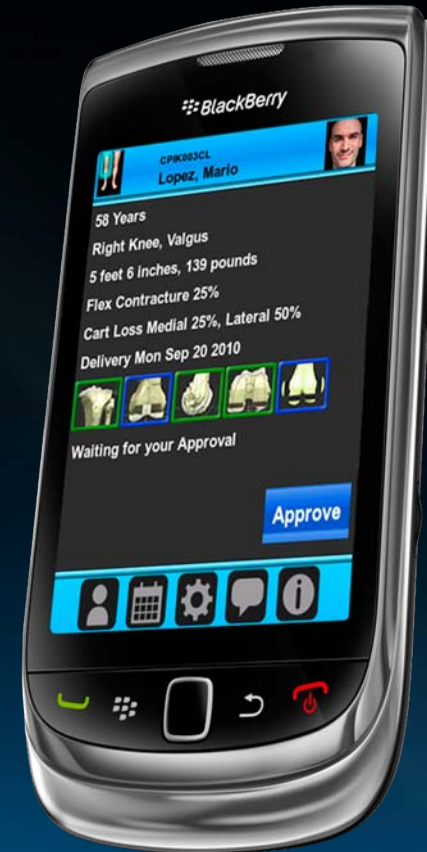 BlackBerry
CPIK003CL
Lopez, Mario
58 Years
Right Knee, Valgus
5 feet 6 inches, 139 pounds
Flex Contracture 25%
Cart Loss Medial 25%, Lateral 50%
Delivery Mon Sep 20 2010
Waiting for your Approval
Approve